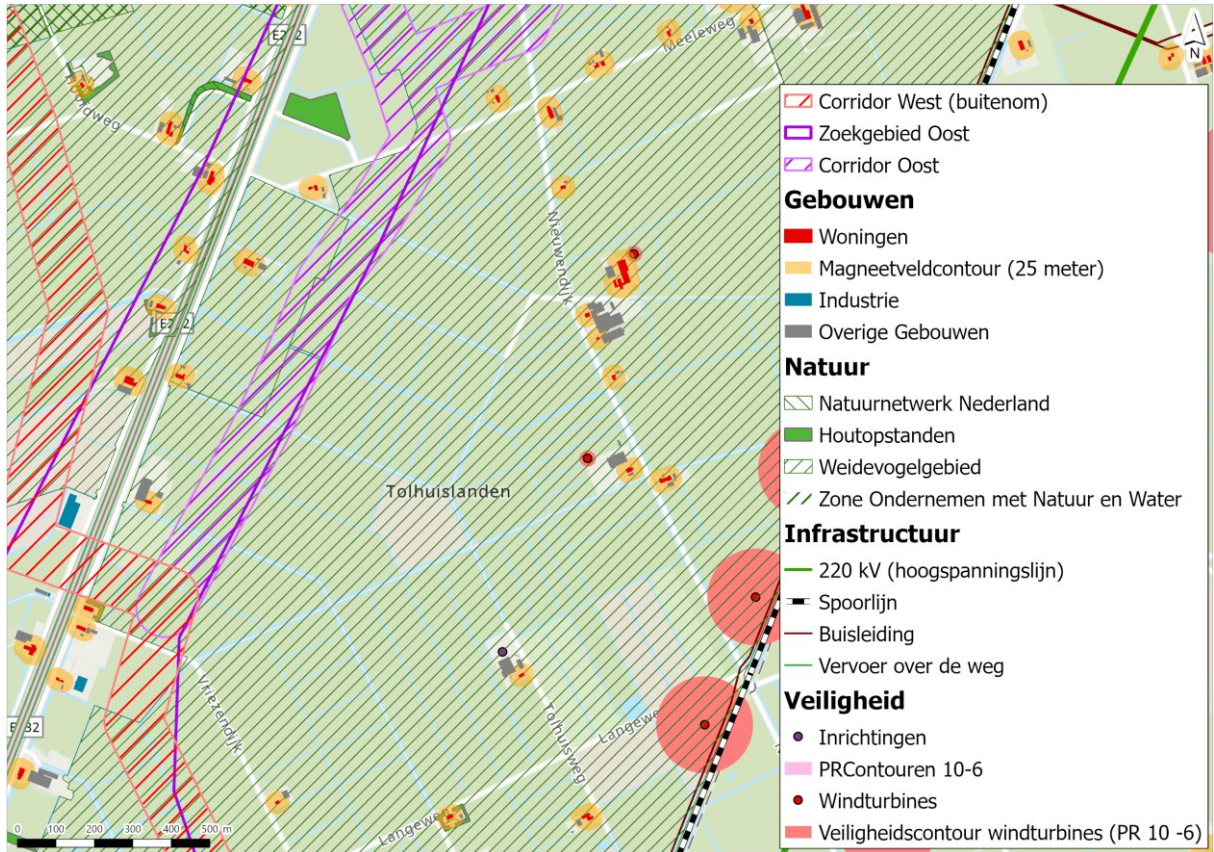 E232
Meeleweg
N
Noordweg
Nieuwendijk
E232
Tolhuislanden
Vriezendijk
Tolhuisweg
Langeweg
Langeweg
0 100 200 300 400 500 m
Corridor West (buitenom)
Zoekgebied Oost
Corridor Oost
Gebouwen
Woningen
Magneetveldcontour (25 meter)
Industrie
Overige Gebouwen
Natuur
Natuurnetwerk Nederland
Houtopstanden
Weidevogelgebied
Zone Ondernemen met Natuur en Water
Infrastructuur
220 kV (hoogspanningslijn)
Spoorlijn
Buisleiding
Vervoer over de weg
Veiligheid
Inrichtingen
PRContouren 10-6
Windturbines
Veiligheidscontour windturbines (PR 10 -6)